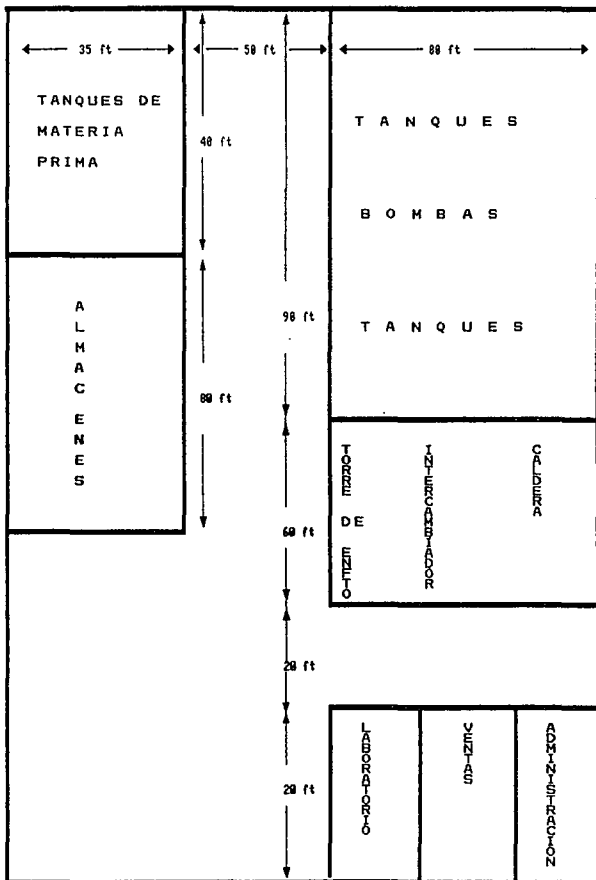 35 ft
50 ft
80 ft
TANQUES DE
MATERIA
PRIMA
40 ft
TANQUES
BOMBAS
TANQUES
ALMACENES
90 ft
80 ft
TORRE DE ENETO
INTERCAMBIADOR
CALDERA
60 ft
20 ft
LABORATORIO
VENTAS
ADMINISTRACION
20 ft